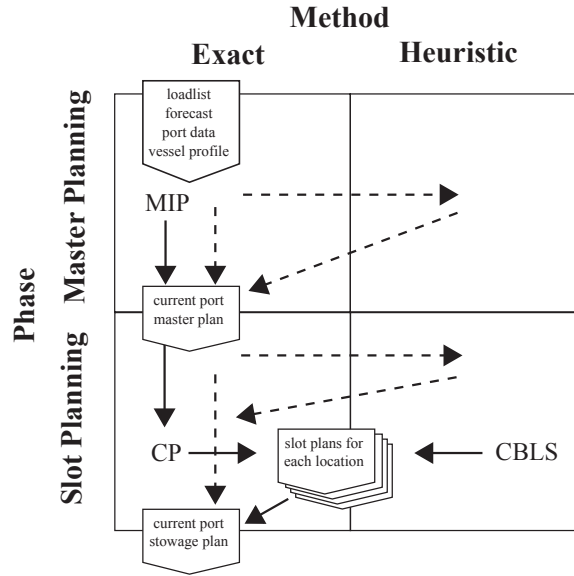 Method
Exact
Heuristic
Phase
Master Planning
loadlist
forecast
port data
vessel profile
MIP
current port
master plan
Slot Planning
CP
slot plans for
each location
CBLS
current port
stowage plan